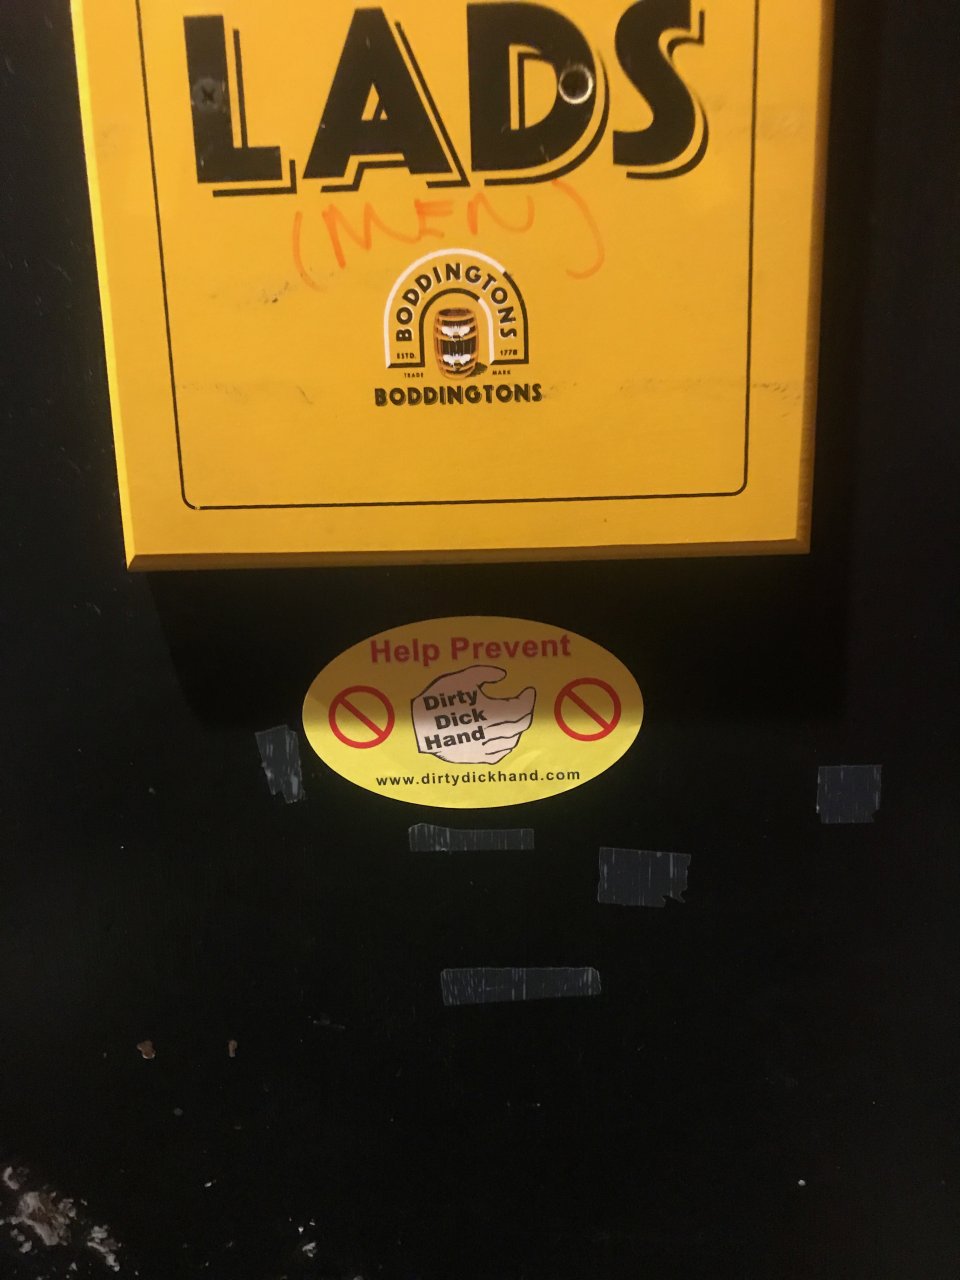 LADS
(MEN)
BODDINGTONS
ESTD. 1778
TRADE MARK
BODDINGTONS
Help Prevent
Dirty
Dick
Hand
www.dirtydickhand.com